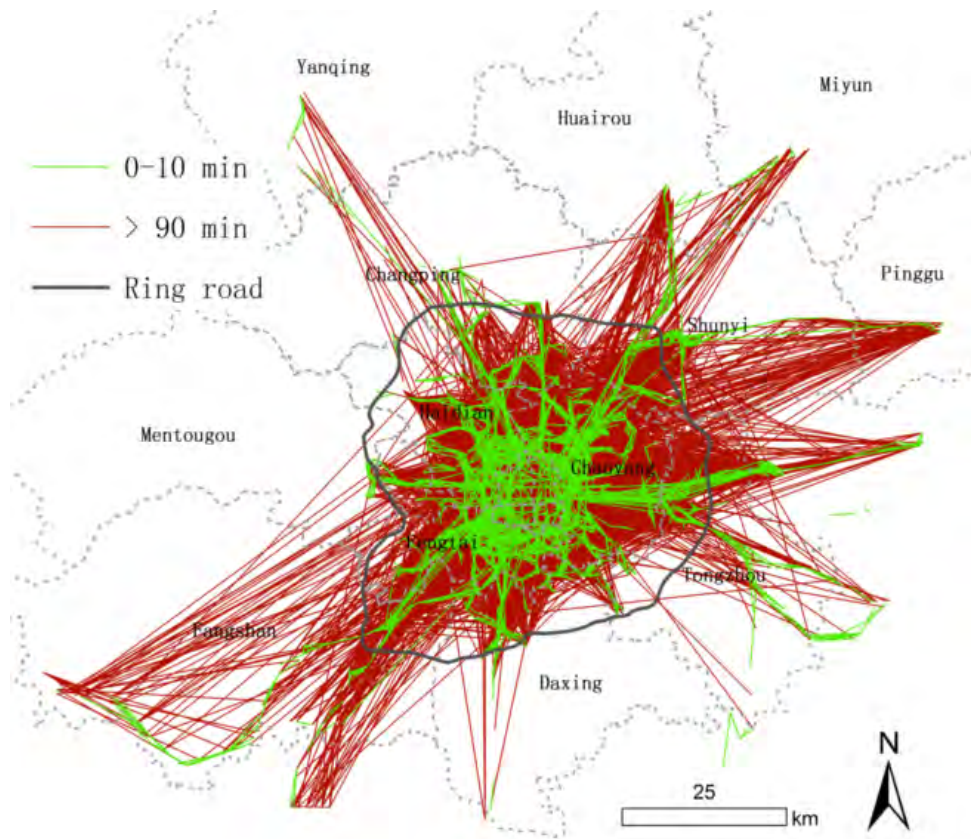 Yanqing
Miyun
Huairou
0-10 min
> 90 min
Changping
Pinggu
Ring road
Shunyi
Haidian
Mentougou
Chaoyang
Fengtai
Tongzhou
Fangshan
Daxing
N
25
km